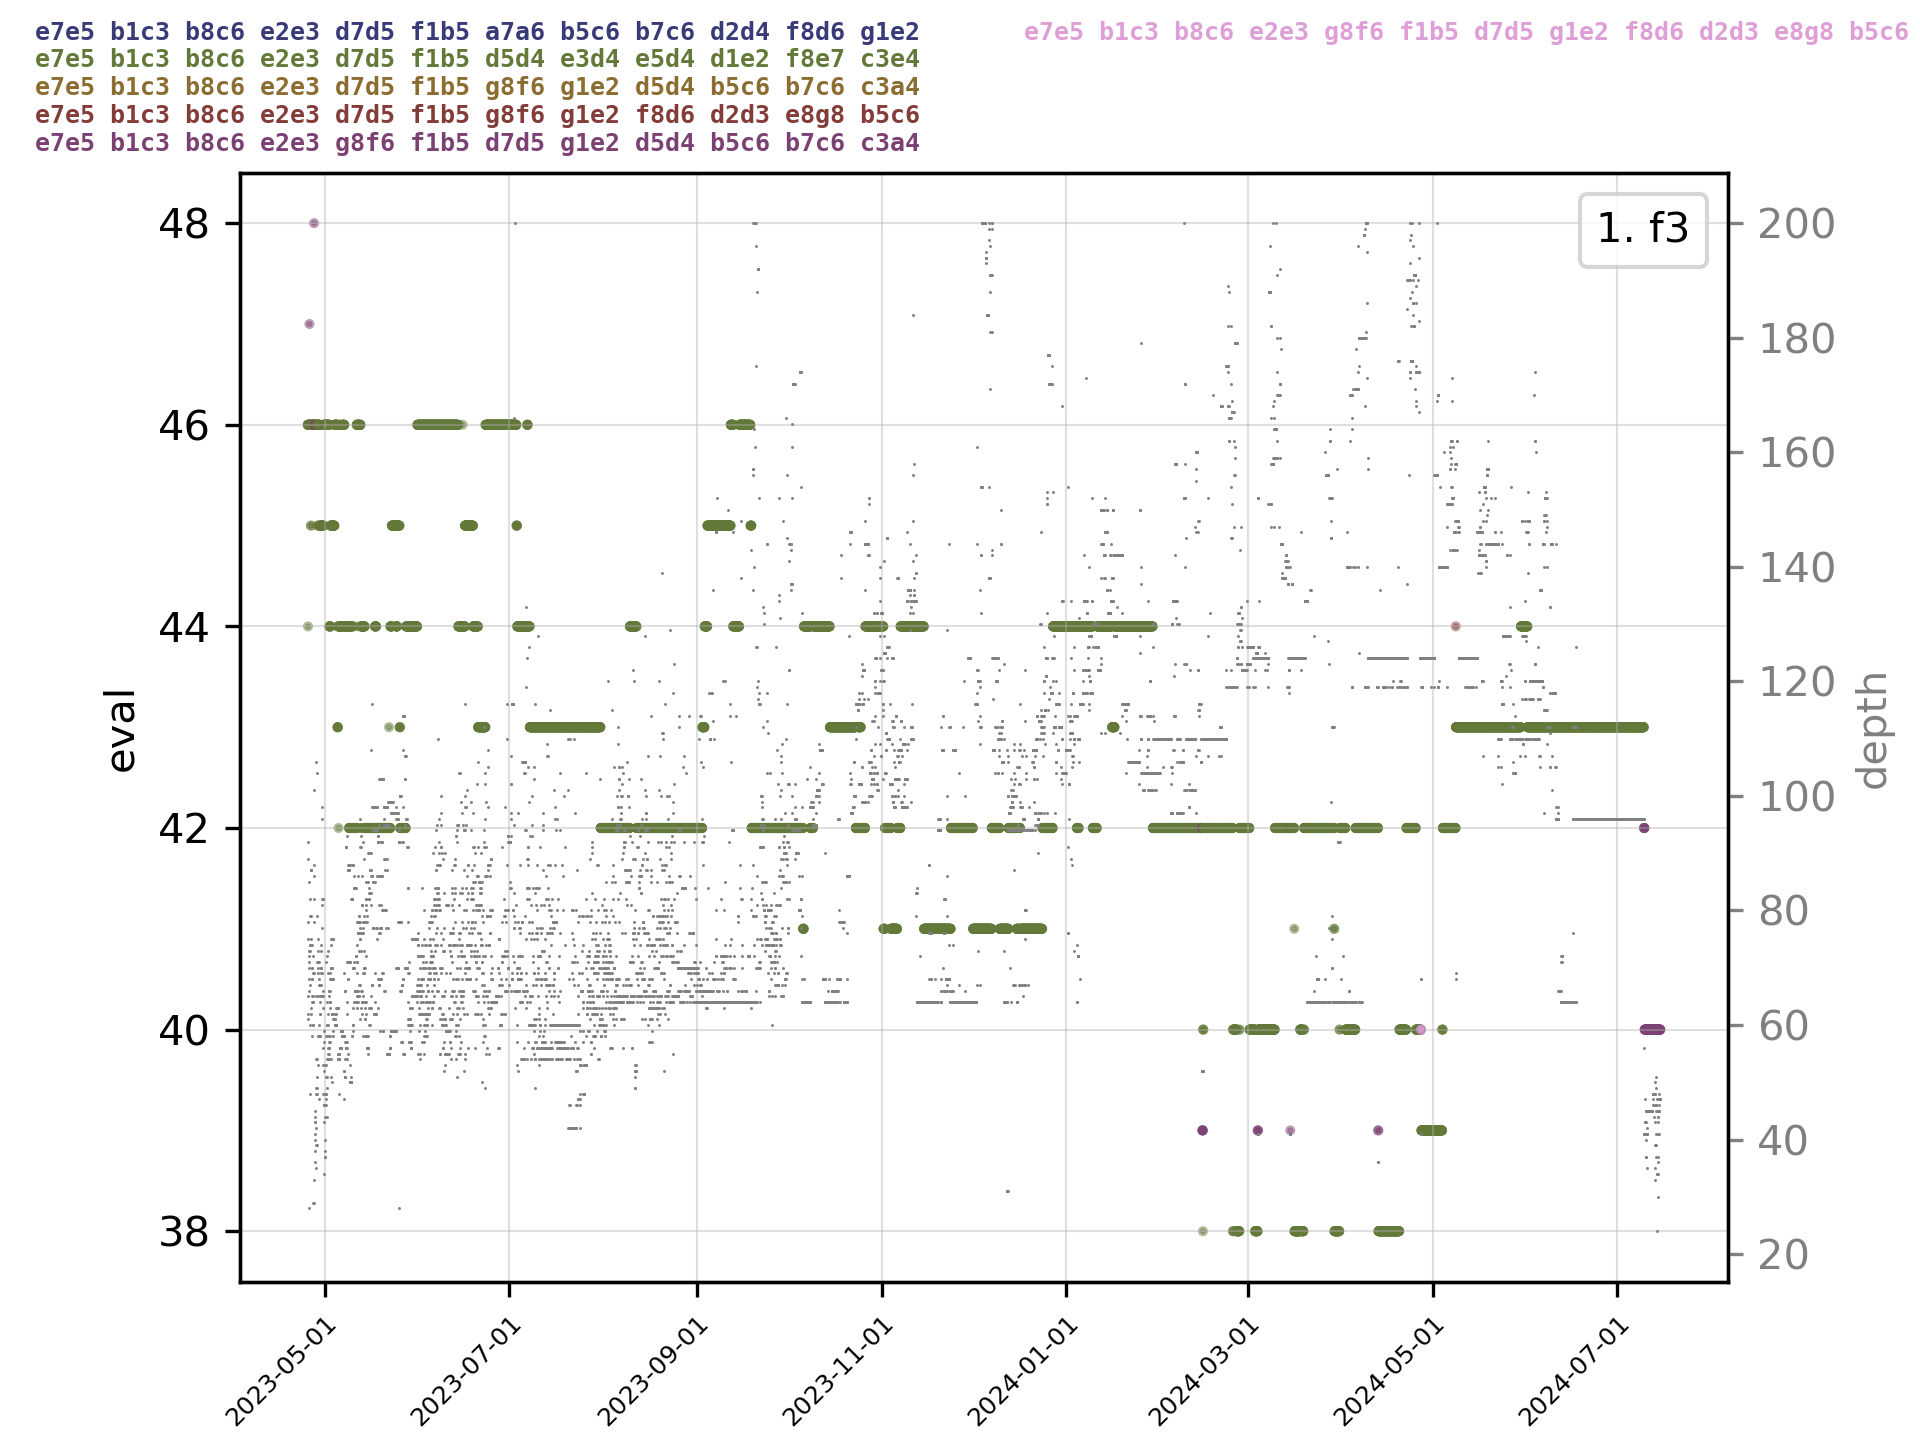 e7e5 b1c3 b8c6 e2e3 d7d5 f1b5 a7a6 b5c6 b7c6 d2d4 f8d6 g1e2
e7e5 b1c3 b8c6 e2e3 d7d5 f1b5 d5d4 e3d4 e5d4 d1e2 f8e7 c3e4
e7e5 b1c3 b8c6 e2e3 d7d5 f1b5 g8f6 g1e2 d5d4 b5c6 b7c6 c3a4
e7e5 b1c3 b8c6 e2e3 d7d5 f1b5 g8f6 g1e2 f8d6 d2d3 e8g8 b5c6
e7e5 b1c3 b8c6 e2e3 g8f6 f1b5 d7d5 g1e2 d5d4 b5c6 b7c6 c3a4
e7e5 b1c3 b8c6 e2e3 g8f6 f1b5 d7d5 g1e2 f8d6 d2d3 e8g8 b5c6
1. f3
eval
48
46
44
42
40
38
depth
200
180
160
140
120
100
80
60
40
20
2023-05-01
2023-07-01
2023-09-01
2023-11-01
2024-01-01
2024-03-01
2024-05-01
2024-07-01